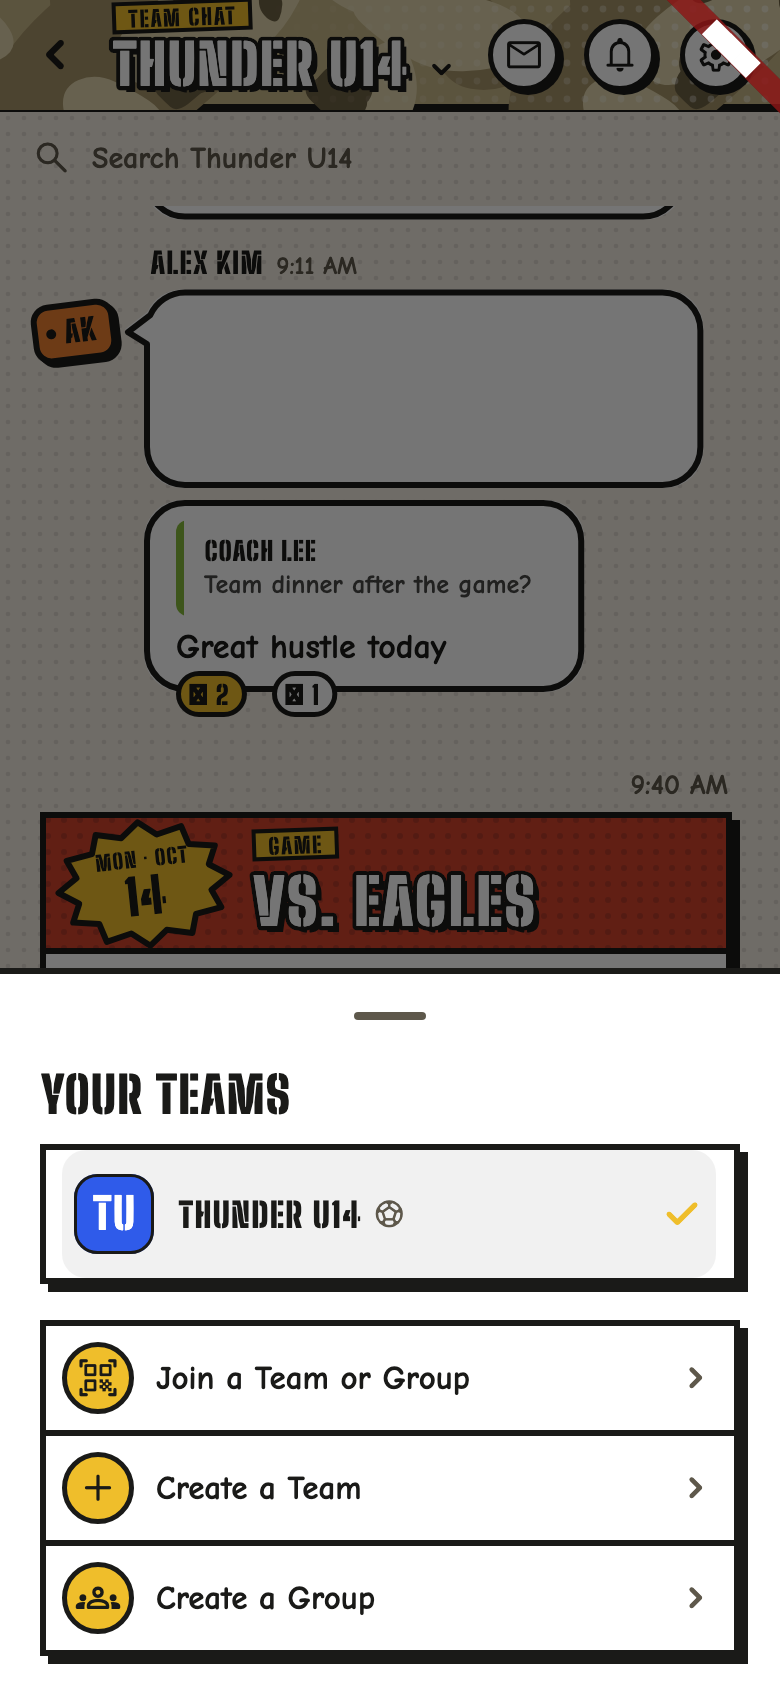 TEAM CHAT
THUNDER U14
Search Thunder U14
ALEX KIM 9:11 AM
AK
COACH LEE
Team dinner after the game?
Great hustle today
2 1
9:40 AM
MON · OCT
14
GAME
VS. EAGLES
YOUR TEAMS
TU THUNDER U14
Join a Team or Group
Create a Team
Create a Group